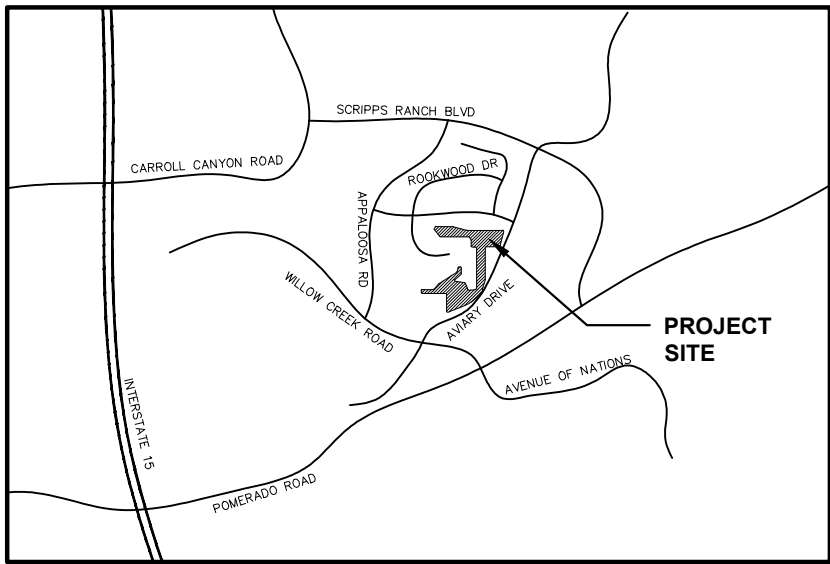 SCRIPPS RANCH BLVD
CARROLL CANYON ROAD
ROOKWOOD DR
APPALOOSA RD
WILLOW CREEK ROAD
AVIARY DRIVE
PROJECT
SITE
AVENUE OF NATIONS
INTERSTATE 15
POMERADO ROAD